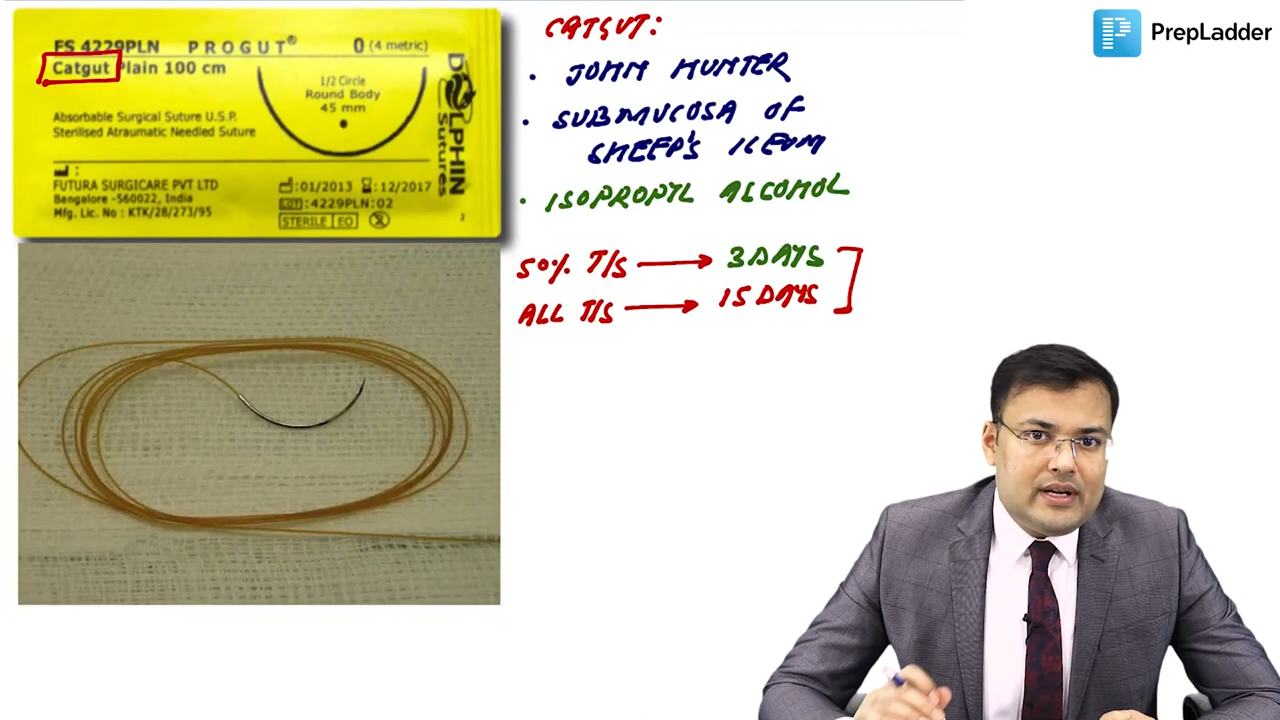 FS 4229PLN PROGUT® 0 (4 metric)
Catgut Plain 100 cm
1/2 Circle
Round Body
45 mm
Absorbable Surgical Suture U.S.P.
Sterilised Atraumatic Needled Suture
DOLPHIN
Sutures
FUTURA SURGICARE PVT LTD
Bangalore -560022, India
Mfg. Lic. No : KTK/28/273/95
:01/2013 :12/2017
LOT :4229PLN:02
STERILE EO
2
CATGUT:
• JOHN HUNTER
• SUBMUCOSA OF
SHEEP'S ILEUM
• ISOPROPYL ALCOHOL
50% T/S → 3 DAYS
ALL T/S → 15 DAYS
PrepLadder